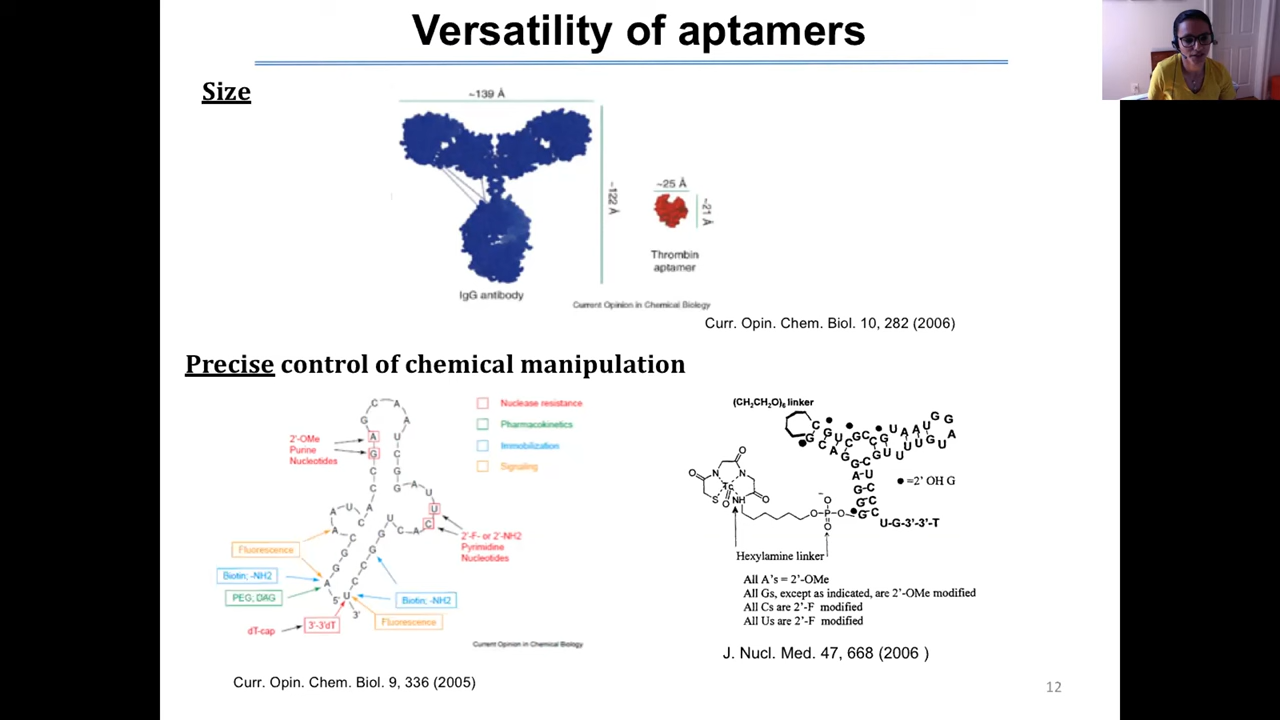 Versatility of aptamers
Size
~139 Å
~122 Å
~25 Å
~21 Å
Thrombin
aptamer
IgG antibody
Current Opinion in Chemical Biology
Curr. Opin. Chem. Biol. 10, 282 (2006)
Precise control of chemical manipulation
2'-OMe
Purine
Nucleotides
Nuclease resistance
Pharmacokinetics
Immobilization
Signaling
2'-F- or 2'-NH2
Pyrimidine
Nucleotides
Fluorescence
Biotin; -NH2
PEG; DAG
dT-cap
3'-3'dT
5'
3'
Biotin; -NH2
Fluorescence
Current Opinion in Chemical Biology
Curr. Opin. Chem. Biol. 9, 336 (2005)
(CH₂CH₂O)₆ linker
=2' OH G
U-G-3'-3'-T
Hexylamine linker
All A's = 2'-OMe
All Gs, except as indicated, are 2'-OMe modified
All Cs are 2'-F modified
All Us are 2'-F modified
J. Nucl. Med. 47, 668 (2006 )
12